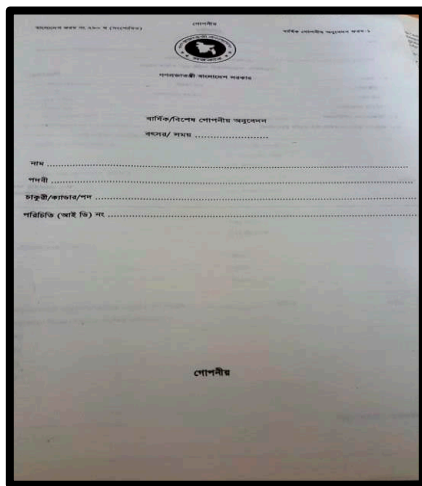 গোপনীয়
বাংলাদেশ ফরম নং (সংশোধিত)
বার্ষিক গোপনীয় অনুবেদন ফরম
গণপ্রজাতন্ত্রী বাংলাদেশ সরকার
বার্ষিক/বিশেষ গোপনীয় অনুবেদন
বৎসর/ সময় ........................
নাম ........................................................................
পদবী ........................................................................
চাকুরী/ক্যাডার/পদ ........................................................................
পরিচিতি (আই ডি) নং ........................................................................
গোপনীয়